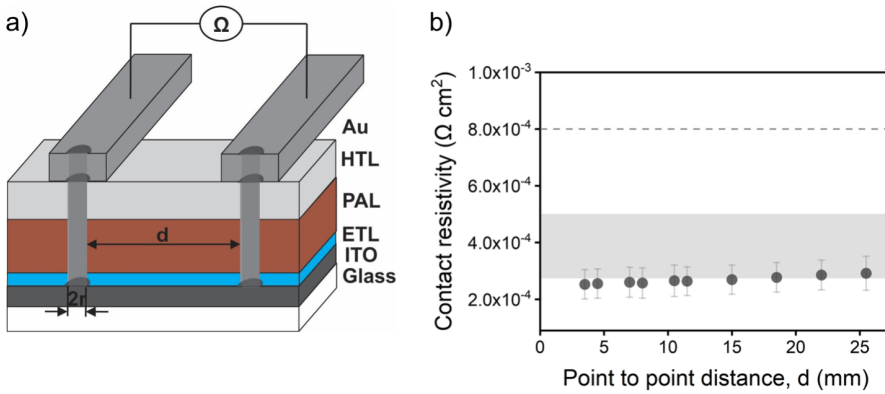 a)
Ω
Au
HTL
PAL
ETL
ITO
Glass
d
2r
b)
Contact resistivity (Ω cm²)
1.0x10⁻³
8.0x10⁻⁴
6.0x10⁻⁴
4.0x10⁻⁴
2.0x10⁻⁴
0 5 10 15 20 25
Point to point distance, d (mm)